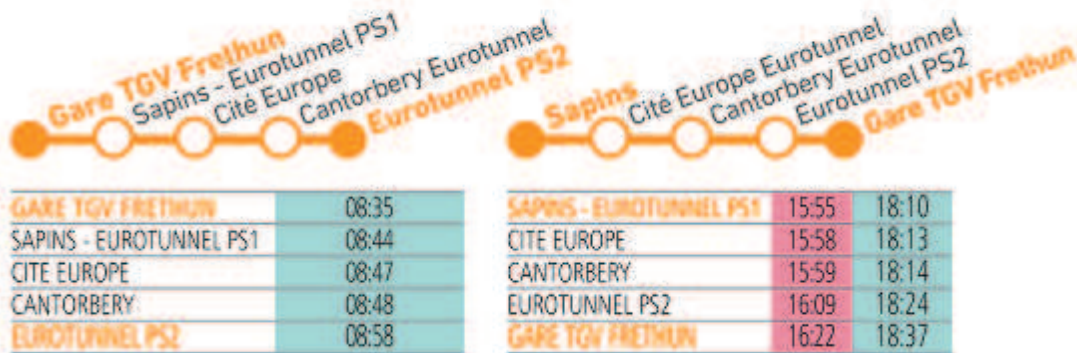 Gare TGV Frethun
Sapins - Eurotunnel PS1
Cité Europe
Cantorbery Eurotunnel
Eurotunnel PS2
GARE TGV FRETHUN 08:35
SAPINS - EUROTUNNEL PS1 08:44
CITE EUROPE 08:47
CANTORBERY 08:48
EUROTUNNEL PS2 08:58
Sapins
Cité Europe Eurotunnel
Cantorbery Eurotunnel
Eurotunnel PS2
Gare TGV Frethun
SAPINS - EUROTUNNEL PS1 15:55 18:10
CITE EUROPE 15:58 18:13
CANTORBERY 15:59 18:14
EUROTUNNEL PS2 16:09 18:24
GARE TGV FRETHUN 16:22 18:37